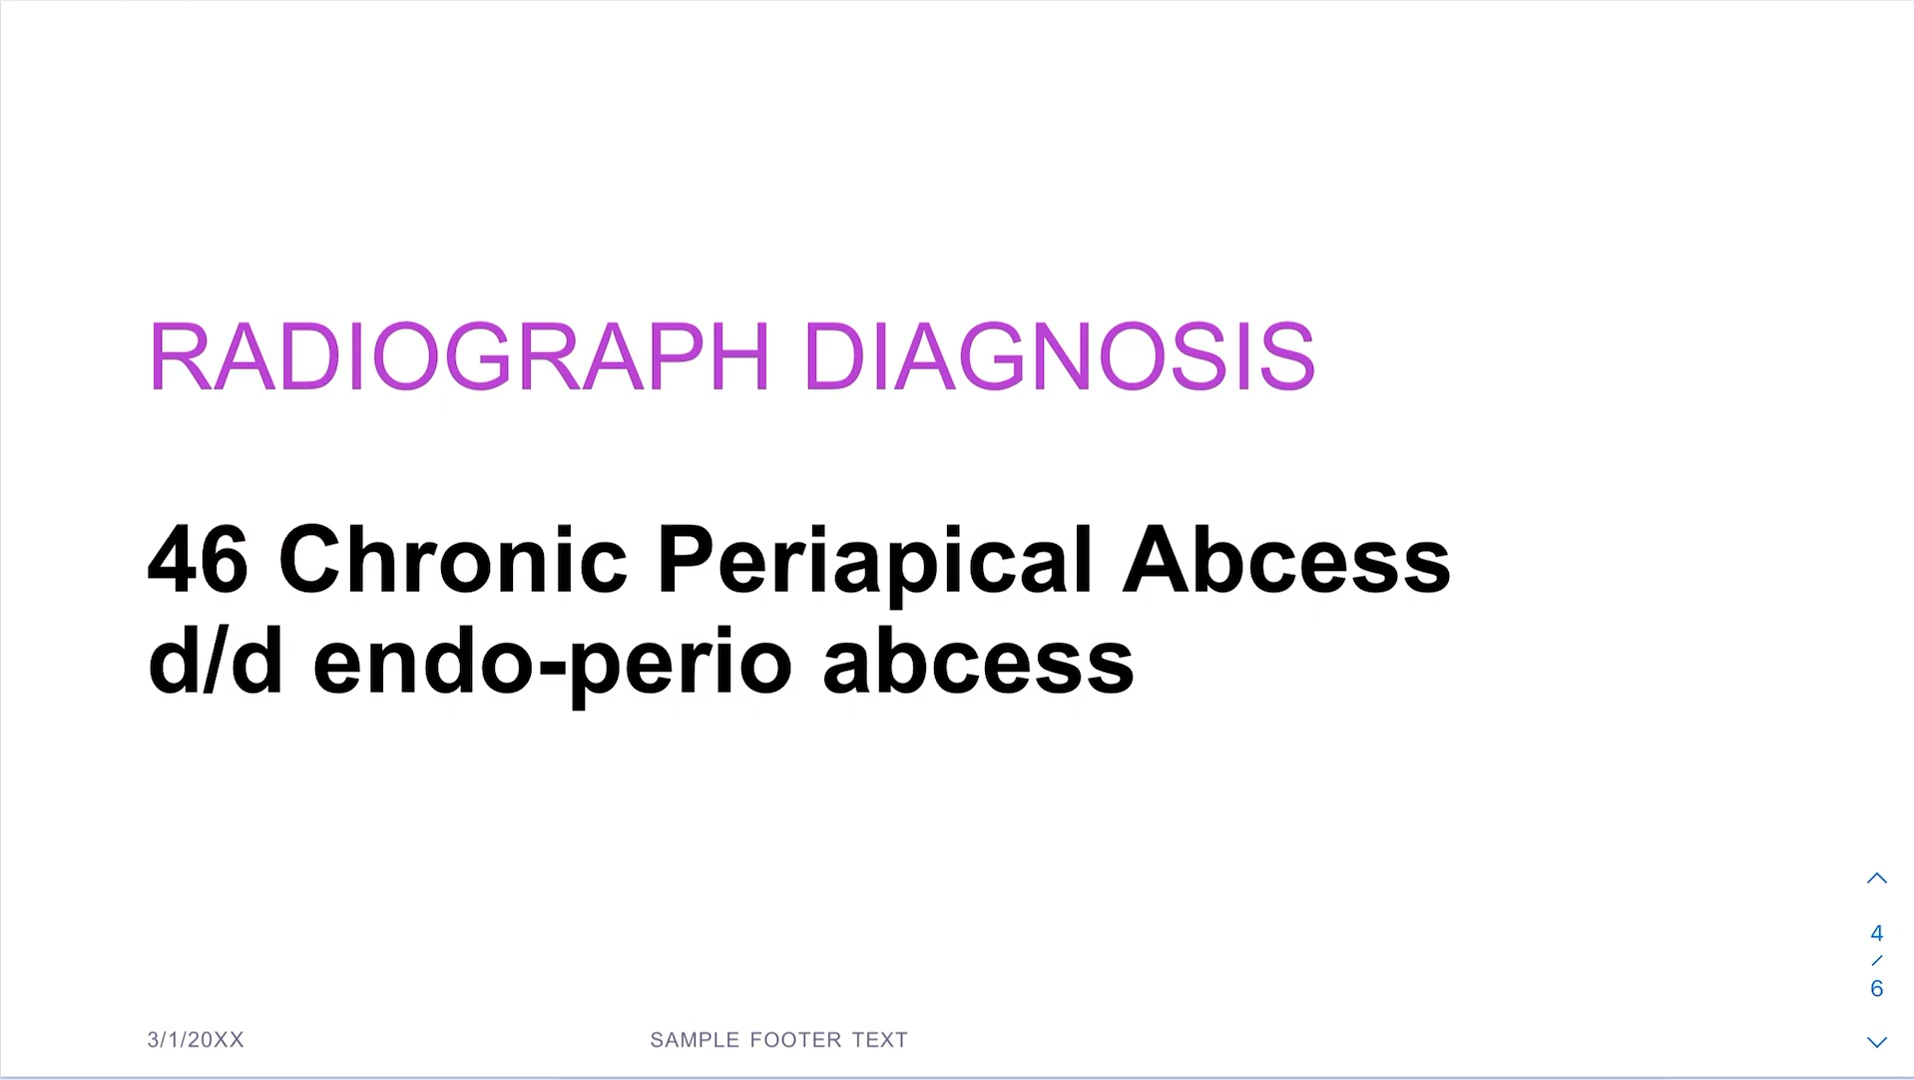 RADIOGRAPH DIAGNOSIS
46 Chronic Periapical Abcess
d/d endo-perio abcess
4
/
6
3/1/20XX
SAMPLE FOOTER TEXT